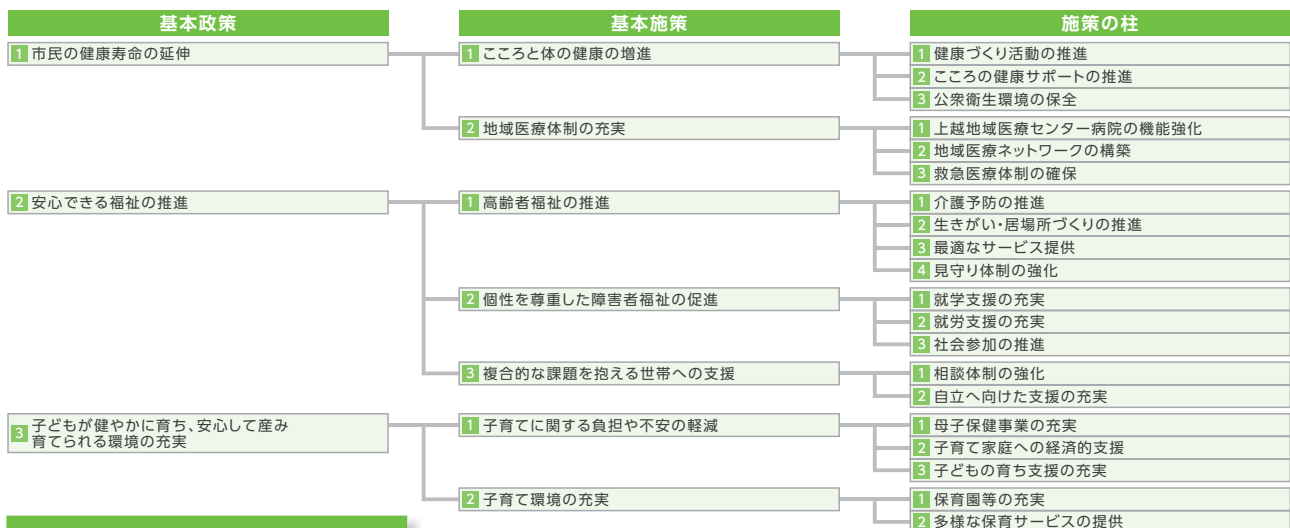 基本政策
基本施策
施策の柱
1 市民の健康寿命の延伸
1 こころと体の健康の増進
1 健康づくり活動の推進
2 こころの健康サポートの推進
3 公衆衛生環境の保全
2 地域医療体制の充実
1 上越地域医療センター病院の機能強化
2 地域医療ネットワークの構築
3 救急医療体制の確保
2 安心できる福祉の推進
1 高齢者福祉の推進
1 介護予防の推進
2 生きがい・居場所づくりの推進
3 最適なサービス提供
4 見守り体制の強化
2 個性を尊重した障害者福祉の促進
1 就学支援の充実
2 就労支援の充実
3 社会参加の推進
3 複合的な課題を抱える世帯への支援
1 相談体制の強化
2 自立へ向けた支援の充実
3 子どもが健やかに育ち、安心して産み
育てられる環境の充実
1 子育てに関する負担や不安の軽減
1 母子保健事業の充実
2 子育て家庭への経済的支援
3 子どもの育ち支援の充実
2 子育て環境の充実
1 保育園等の充実
2 多様な保育サービスの提供